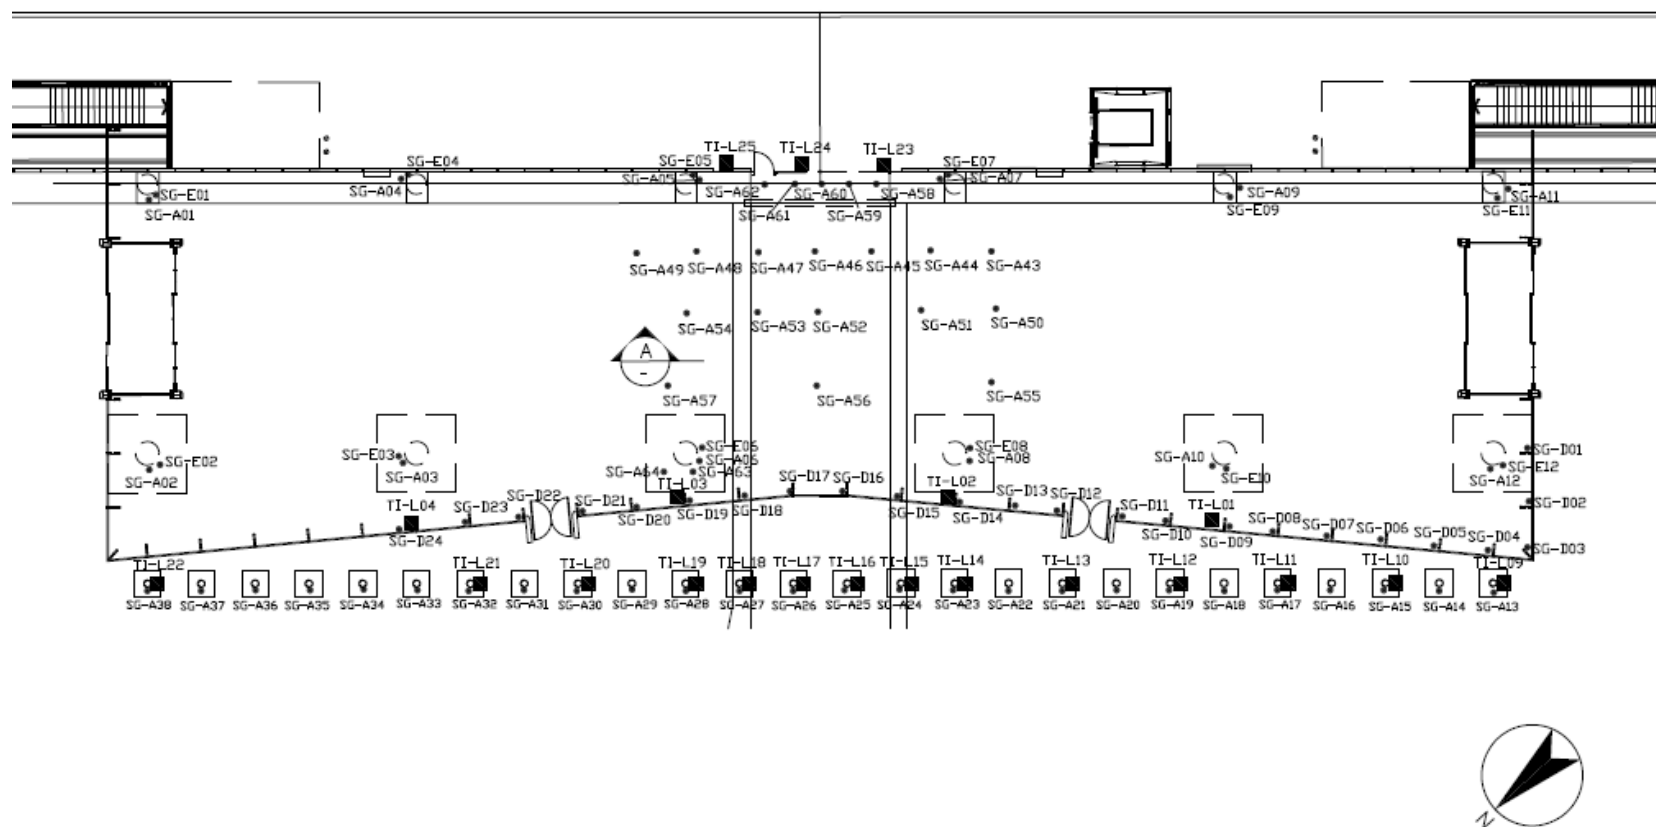 TI-L25 TI-L24 TI-L23
SG-E04 SG-E05 SG-E07
SG-A04 SG-A05 SG-A07
SG-E01 SG-A62 SG-A60 SG-A58 SG-A09 SG-A11
SG-A01 SG-A61 SG-A59 SG-E09 SG-E11
SG-A49 SG-A48 SG-A47 SG-A46 SG-A45 SG-A44 SG-A43
SG-A54 SG-A53 SG-A52 SG-A51 SG-A50
A
-
SG-A57 SG-A56 SG-A55
SG-E06 SG-E08 SG-D01
SG-E02 SG-E03 SG-A06 SG-A08 SG-A10 SG-E12
SG-A02 SG-A03 SG-A64 SG-A63 SG-E10 SG-A12
TI-L03 SG-D17 SG-D16 TI-L02
TI-L04 SG-D23 SG-D22 SG-D21 SG-D13 SG-D12 SG-D11 TI-L01 SG-D02
SG-D20 SG-D19 SG-D18 SG-D15 SG-D14
SG-D24 SG-D10 SG-D09 SG-D08 SG-D07 SG-D06 SG-D05 SG-D04 SG-D03
TI-L22 TI-L21 TI-L20 TI-L19 TI-L18 TI-L17 TI-L16 TI-L15 TI-L14 TI-L13 TI-L12 TI-L11 TI-L10 TI-L09
SG-A38 SG-A37 SG-A36 SG-A35 SG-A34 SG-A33 SG-A32 SG-A31 SG-A30 SG-A29 SG-A28 SG-A27 SG-A26 SG-A25 SG-A24 SG-A23 SG-A22 SG-A21 SG-A20 SG-A19 SG-A18 SG-A17 SG-A16 SG-A15 SG-A14 SG-A13
N